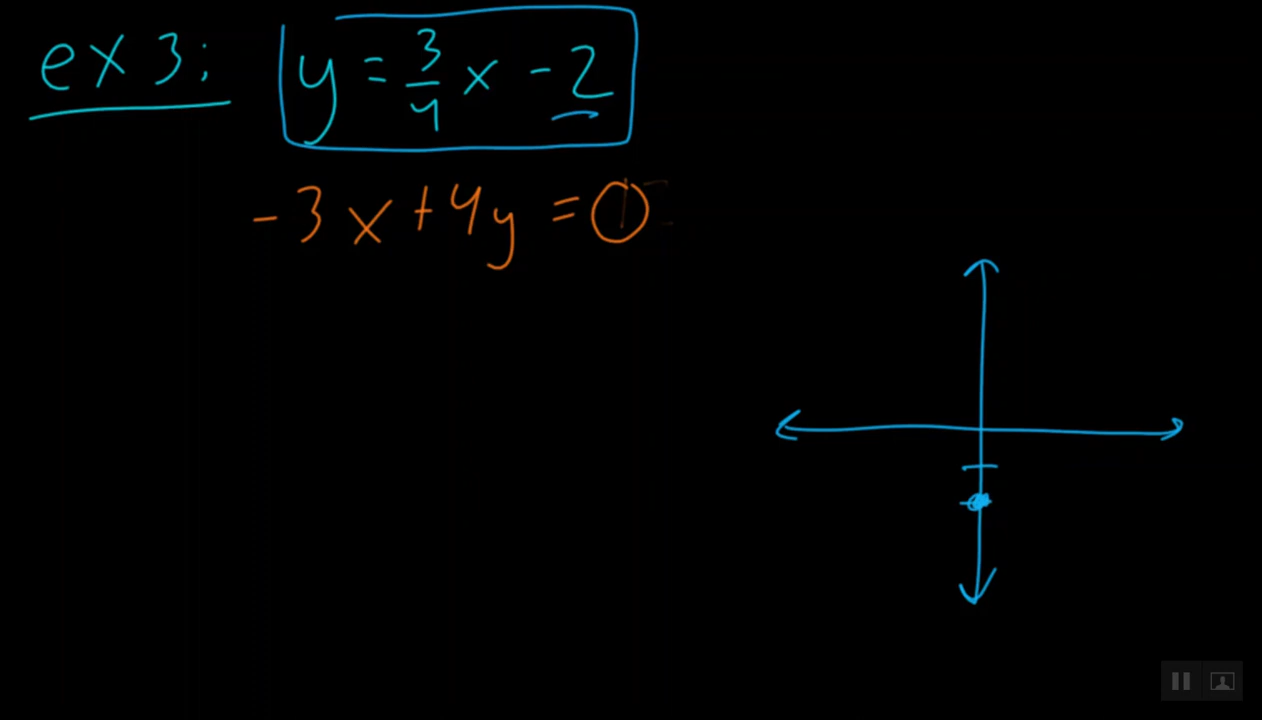 ex 3:
y = 3/4 x - 2
-3x + 4y = 0